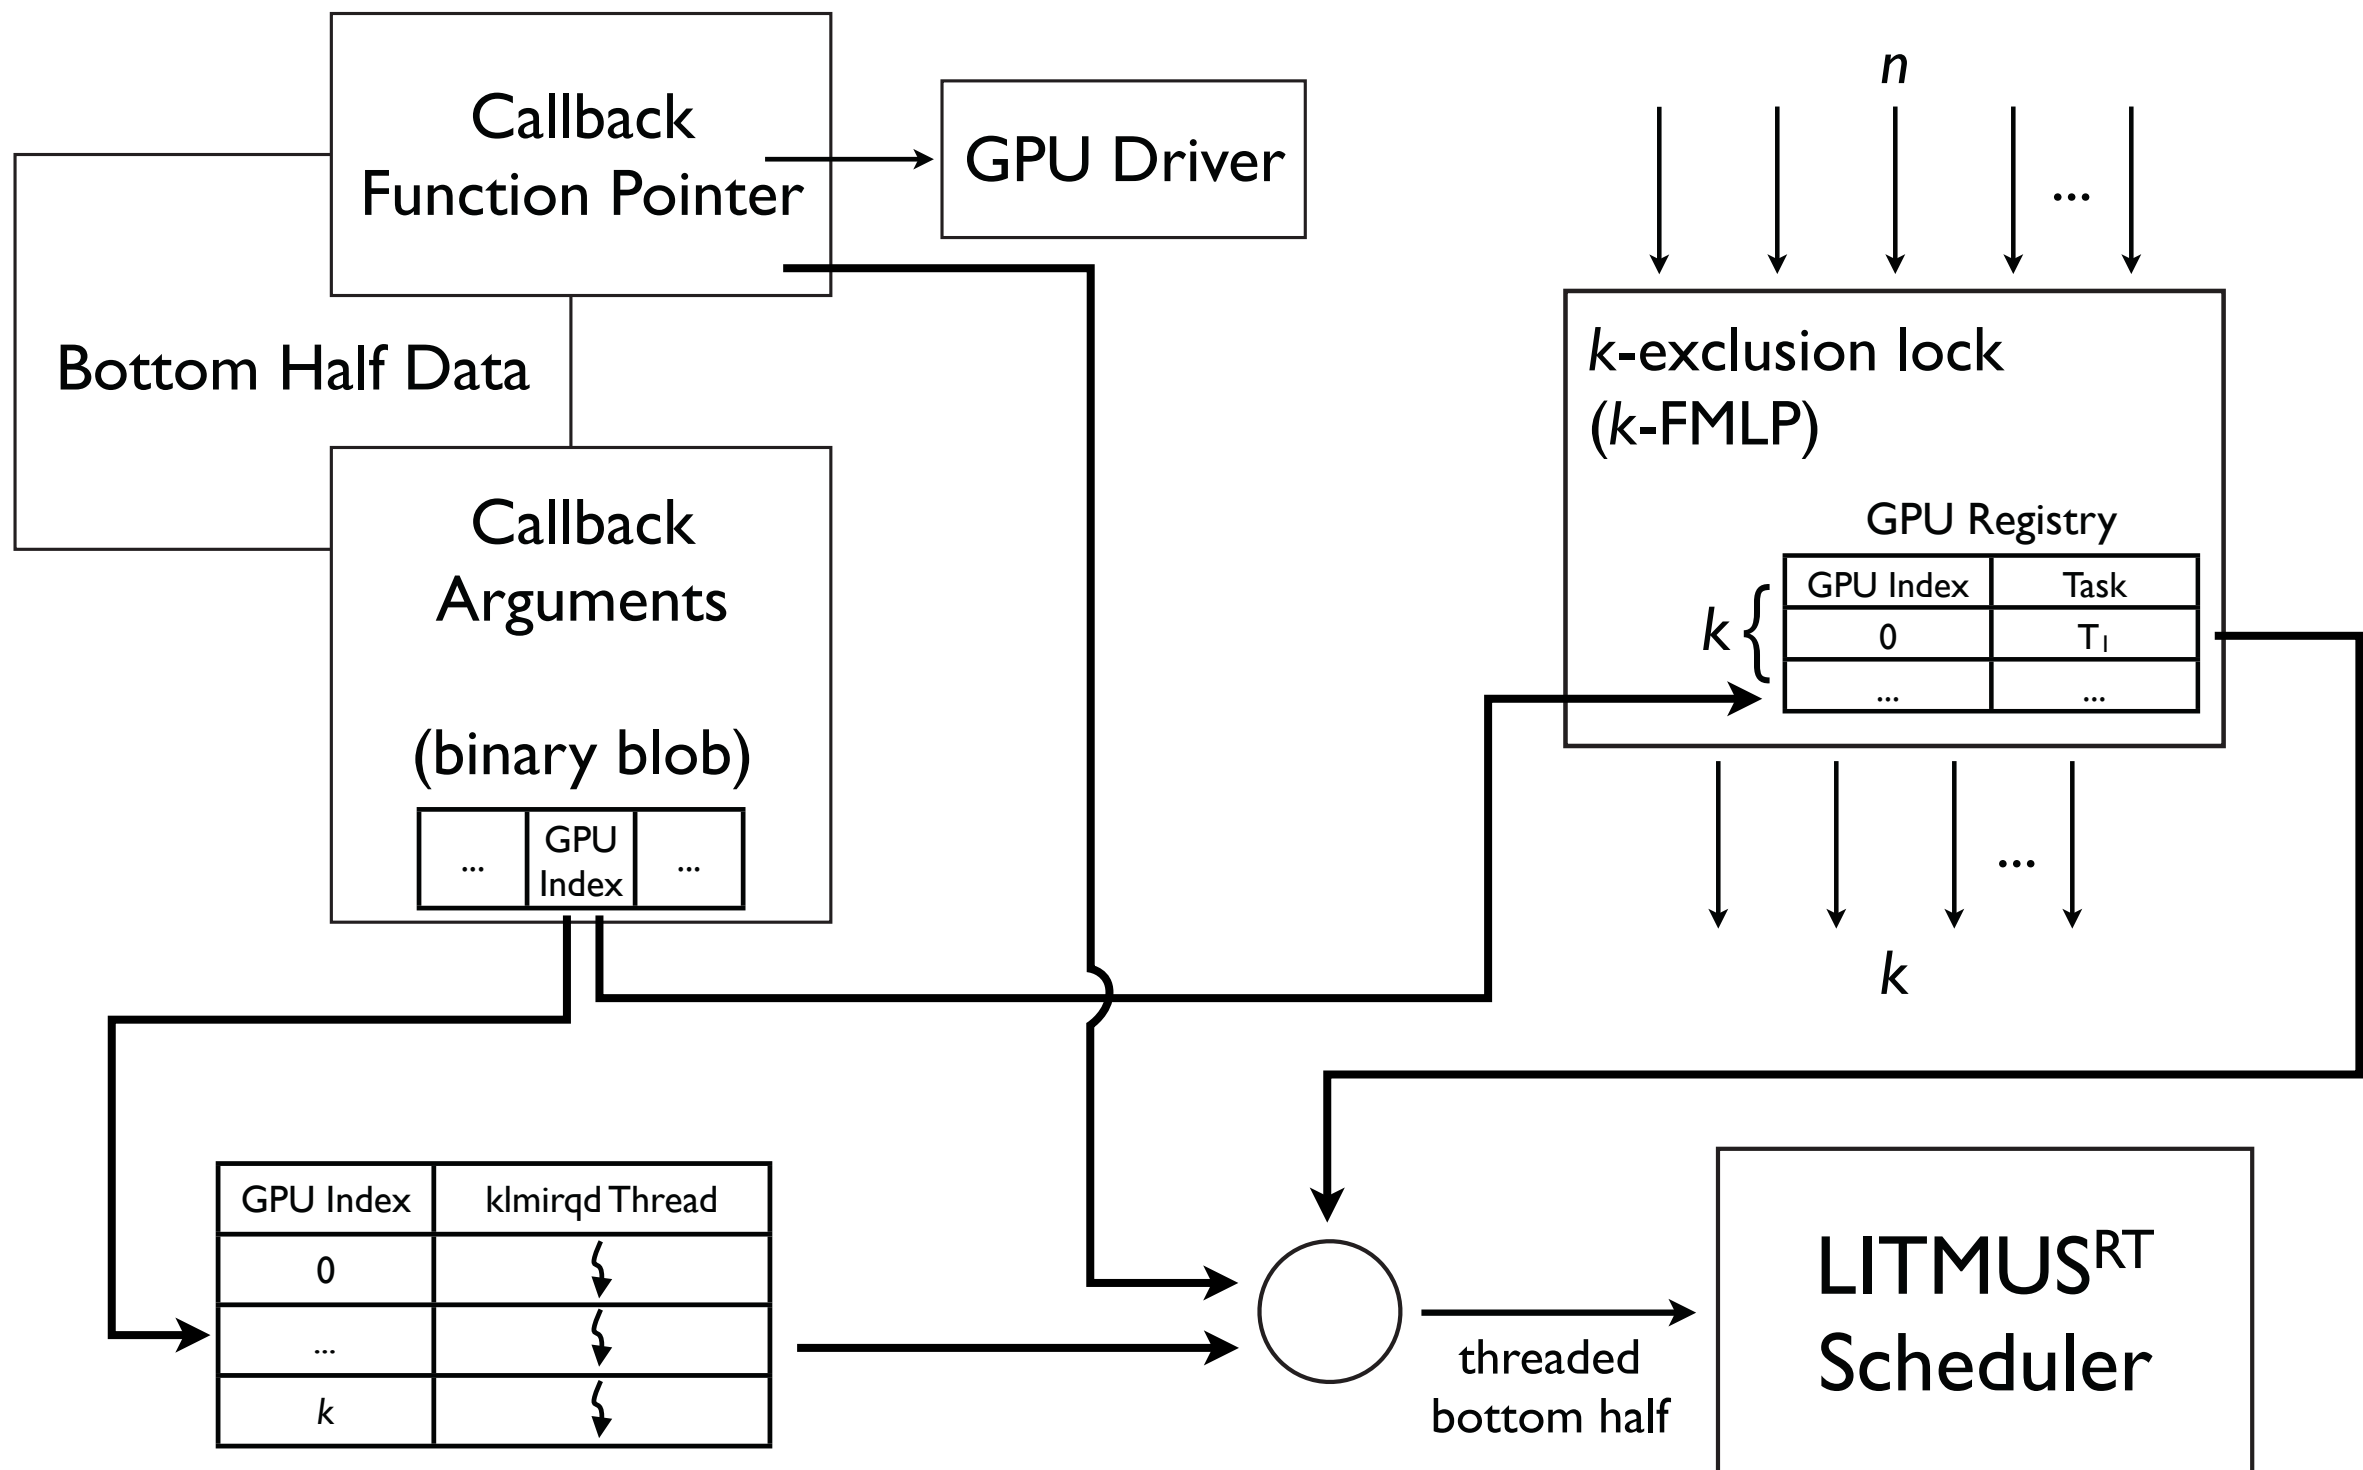 Callback
Function Pointer
GPU Driver
Bottom Half Data
Callback
Arguments
(binary blob)
... GPU Index ...
n
...
k-exclusion lock
(k-FMLP)
GPU Registry
GPU Index Task
k {
0 T1
... ...
...
k
GPU Index klmirqd Thread
0
...
k
threaded
bottom half
LITMUSRT
Scheduler